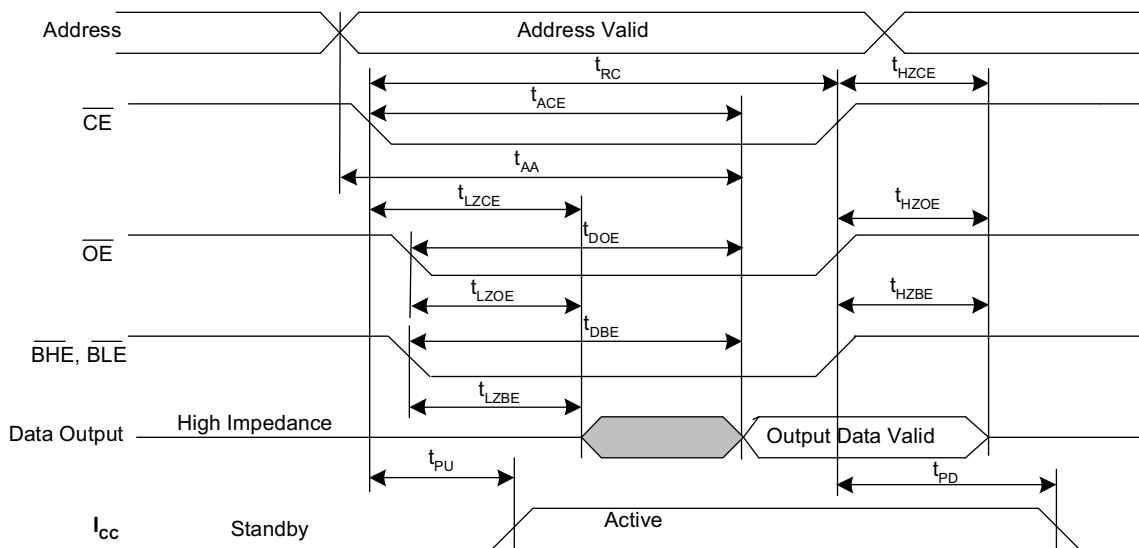 Address
Address Valid
tRC
tHZCE
tACE
CE
tAA
tLZCE
tHZOE
tDOE
OE
tLZOE
tHZBE
tDBE
BHE, BLE
tLZBE
Data Output
High Impedance
Output Data Valid
tPU
tPD
ICC
Standby
Active